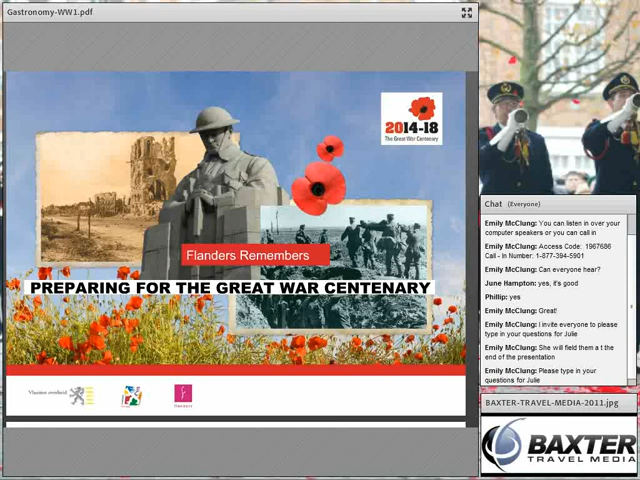 Gastronomy-WW1.pdf
2014-18
The Great War Centenary
Flanders Remembers
PREPARING FOR THE GREAT WAR CENTENARY
Vlaamse overheid
flanders
Chat (Everyone)
Emily McClung: You can listen in over your
computer speakers or you can call in
Emily McClung: Access Code: 1967686
Call - In Number: 1-877-394-5901
Emily McClung: Can everyone hear?
June Hampton: yes, it's good
Phillip: yes
Emily McClung: Great!
Emily McClung: I invite everyone to please
type in your questions for Julie
Emily McClung: She will field them a t the
end of the presentation
Emily McClung: Please type in your
questions for Julie
BAXTER-TRAVEL-MEDIA-2011.jpg
BAXTER
TRAVEL MEDIA